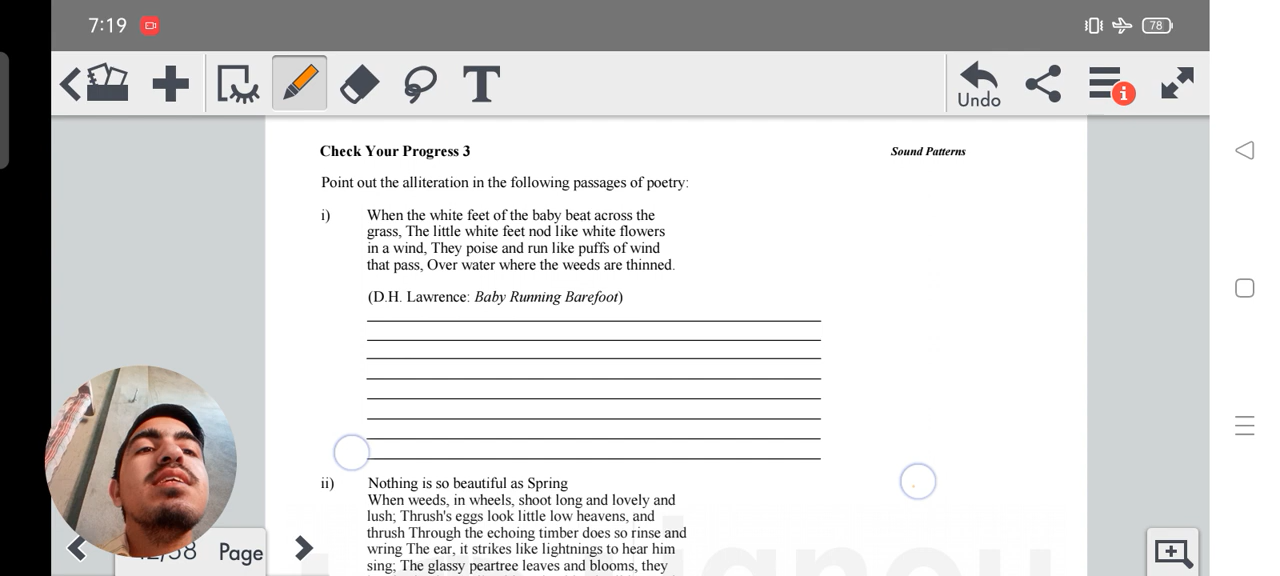 7:19
78
T
Undo
i
Check Your Progress 3
Sound Patterns
Point out the alliteration in the following passages of poetry:
i) When the white feet of the baby beat across the
grass, The little white feet nod like white flowers
in a wind, They poise and run like puffs of wind
that pass, Over water where the weeds are thinned.
(D.H. Lawrence: Baby Running Barefoot)
ii) Nothing is so beautiful as Spring
When weeds, in wheels, shoot long and lovely and
lush; Thrush's eggs look little low heavens, and
thrush Through the echoing timber does so rinse and
wring The ear, it strikes like lightnings to hear him
sing; The glassy peartree leaves and blooms, they
ignou
/58 Page